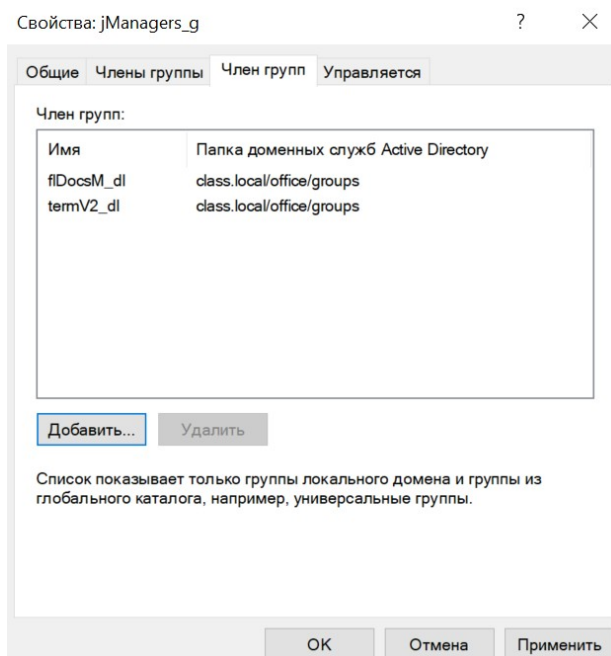 Свойства: jManagers_g
?
Общие Члены группы Член групп Управляется
Член групп:
Имя Папка доменных служб Active Directory
flDocsM_dl class.local/office/groups
termV2_dl class.local/office/groups
Добавить... Удалить
Список показывает только группы локального домена и группы из
глобального каталога, например, универсальные группы.
OK Отмена Применить